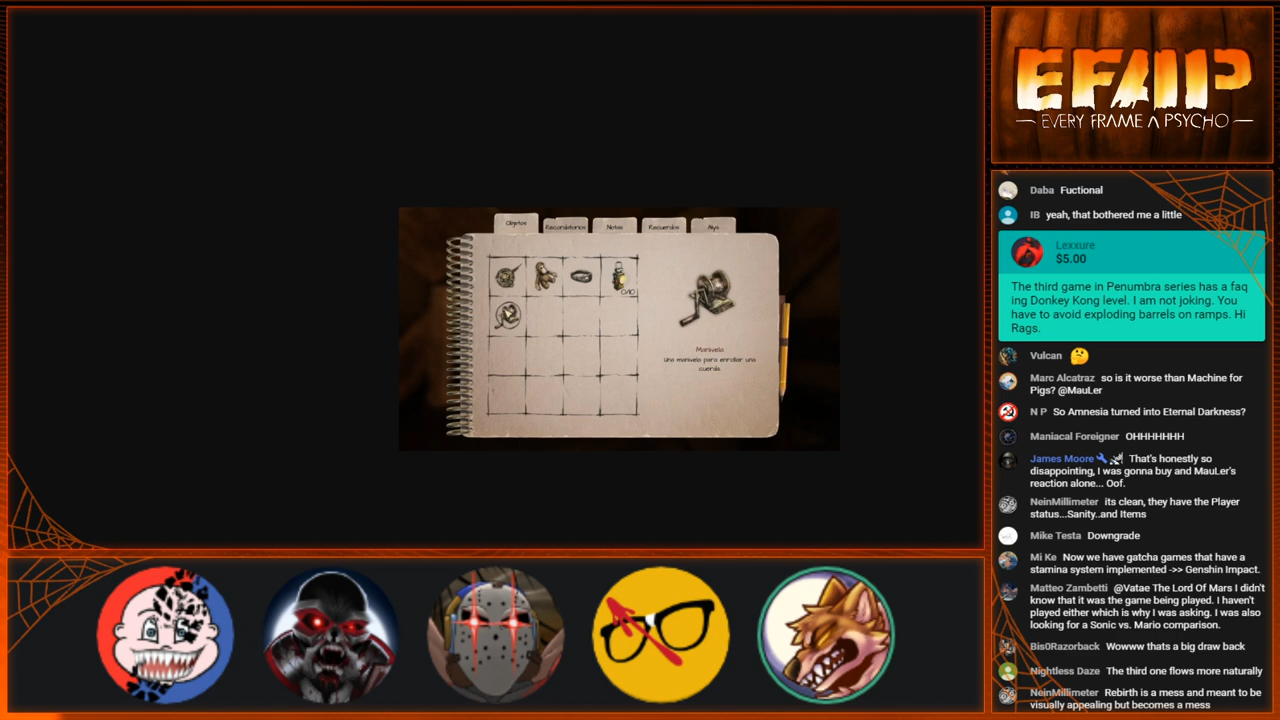 Objetos
Recordatorios
Notas
Recuerdos
0/10
Manivela
Una manivela para enrollar una
cuerda.
EFAP
EVERY FRAME A PSYCHO
Daba Fuctional
IB yeah, that bothered me a little
Lexxure
$5.00
The third game in Penumbra series has a faq
ing Donkey Kong level. I am not joking. You
have to avoid exploding barrels on ramps. Hi
Rags.
Vulcan
Marc Alcatraz so is it worse than Machine for
Pigs? @MauLer
N P So Amnesia turned into Eternal Darkness?
Maniacal Foreigner OHHHHHHH
James Moore That's honestly so
disappointing, I was gonna buy and MauLer's
reaction alone... Oof.
NeinMillimeter its clean, they have the Player
status...Sanity..and Items
Mike Testa Downgrade
Mi Ke Now we have gatcha games that have a
stamina system implemented ->> Genshin Impact.
Matteo Zambetti @Vatae The Lord Of Mars I didn't
know that it was the game being played. I haven't
played either which is why I was asking. I was also
looking for a Sonic vs. Mario comparison.
Bis0Razorback Wowww thats a big draw back
Nightless Daze The third one flows more naturally
NeinMillimeter Rebirth is a mess and meant to be
visually appealing but becomes a mess